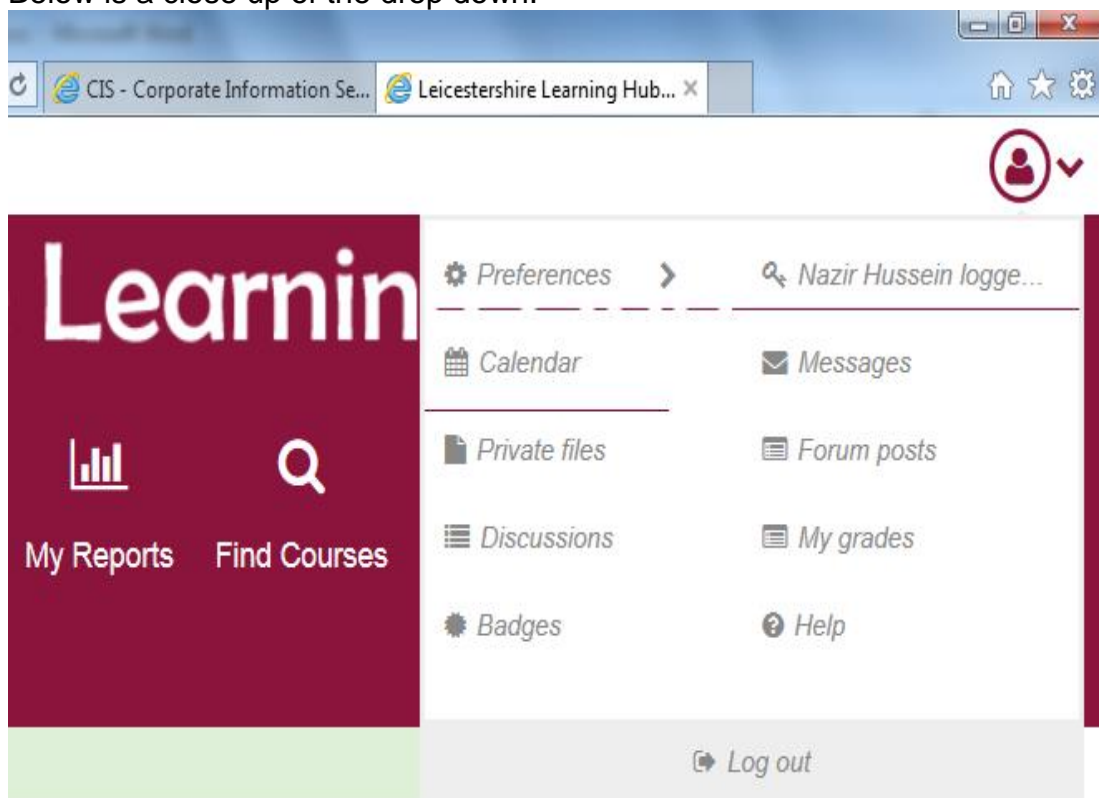 Below is a close up of the drop down.
CIS - Corporate Information Se... Leicestershire Learning Hub...
Learnin
Preferences Nazir Hussein logge...
Calendar Messages
Private files Forum posts
My Reports Find Courses Discussions My grades
Badges Help
Log out